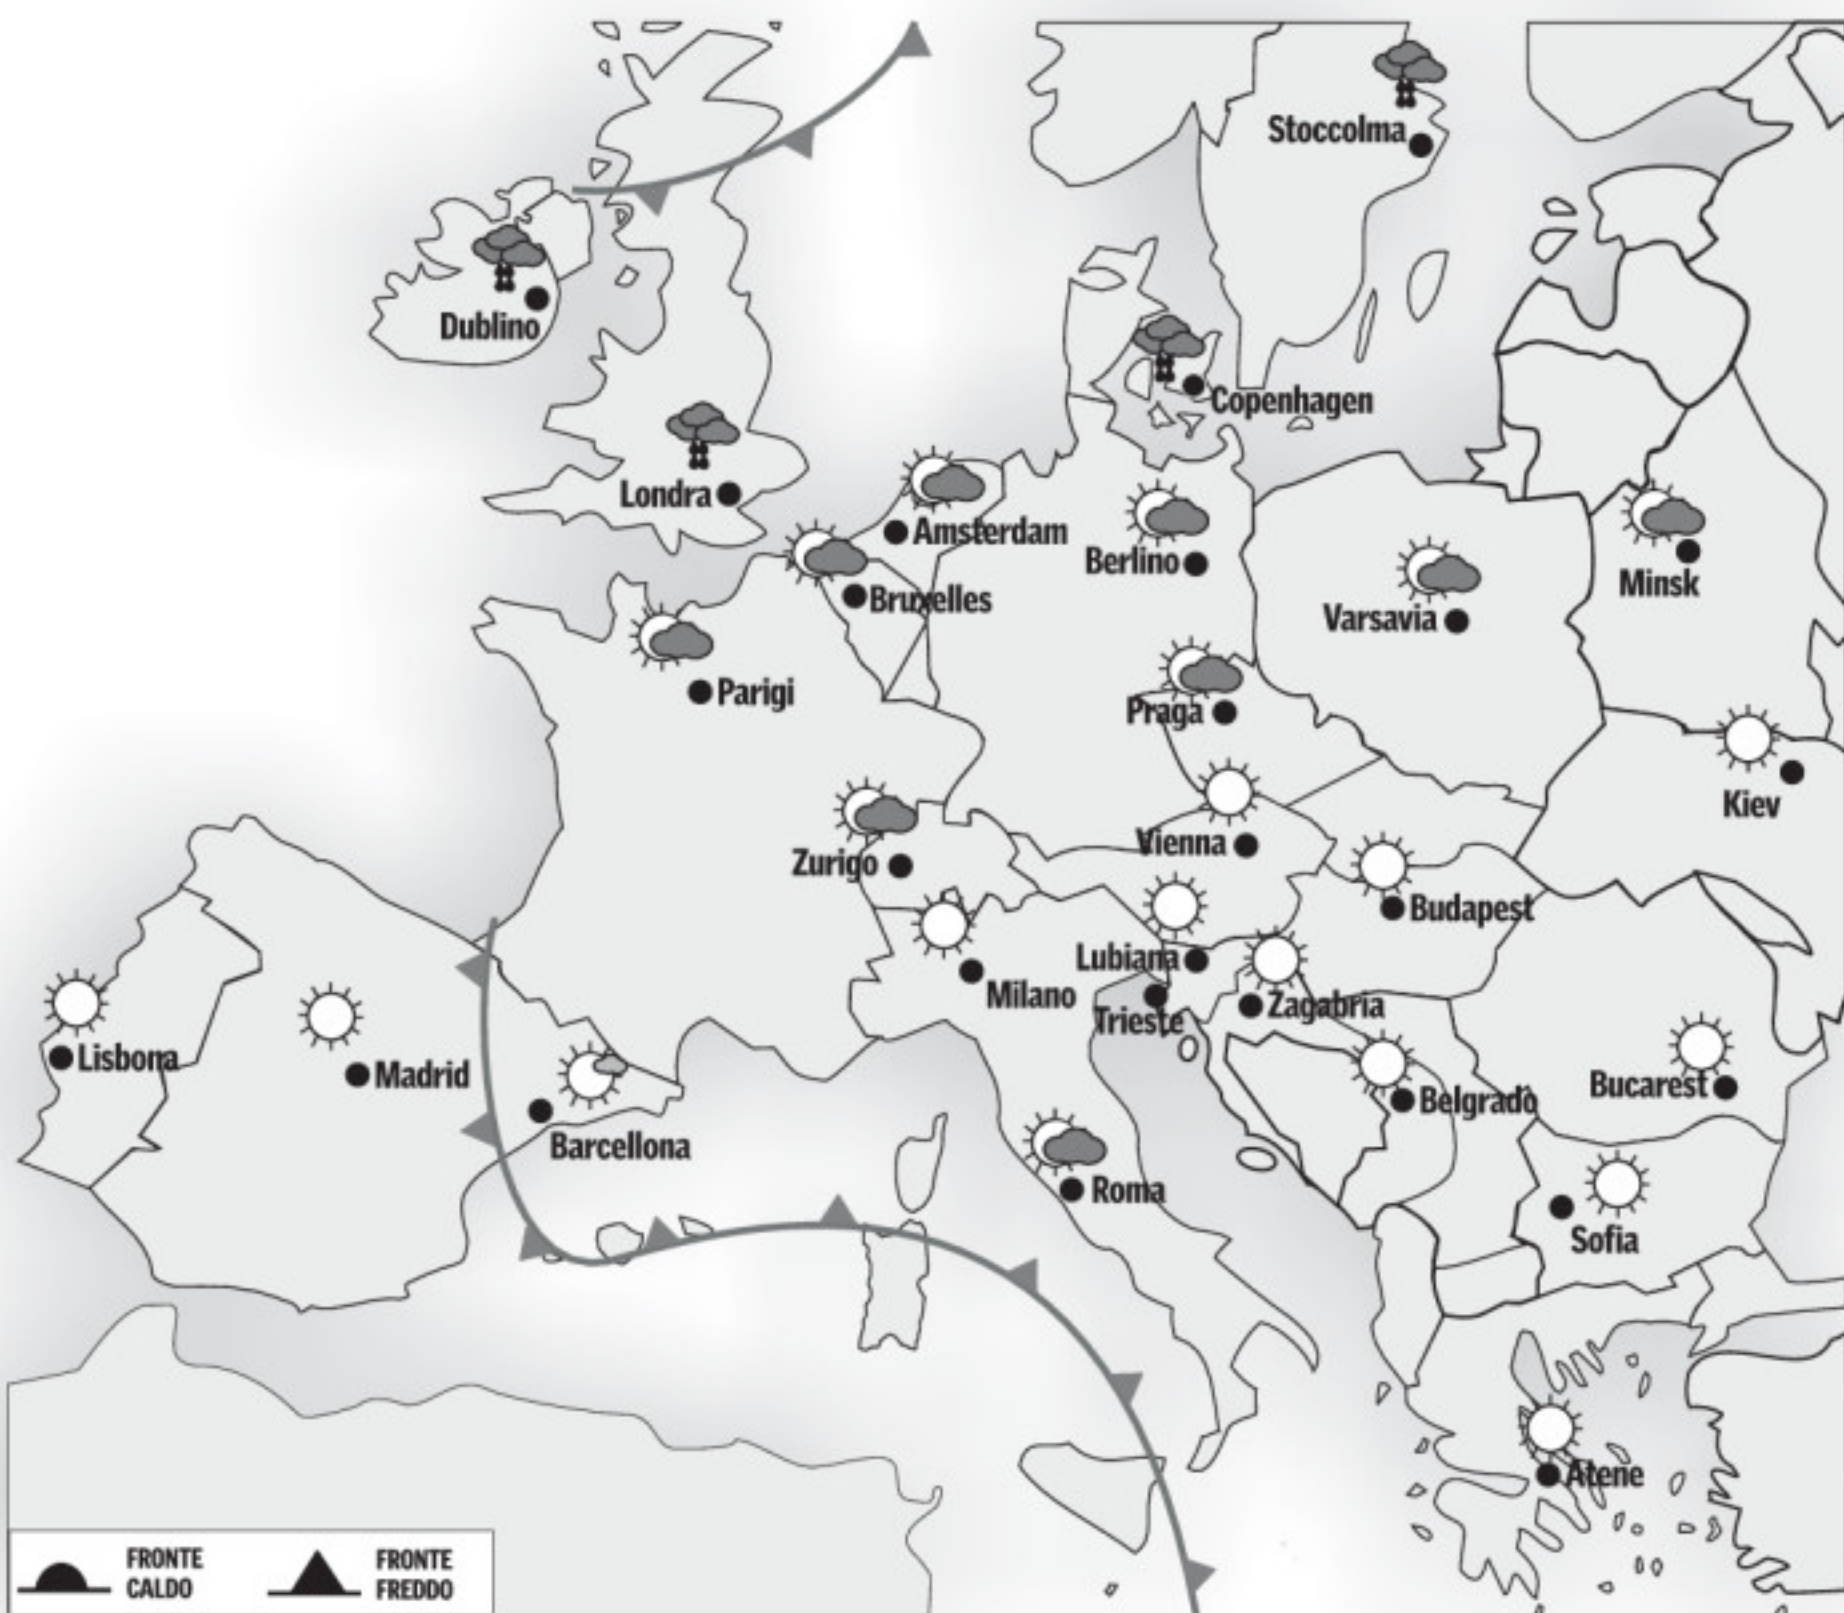 Stoccolma
Dublino
Copenhagen
Londra
Amsterdam
Berlino
Minsk
Bruxelles
Varsavia
Parigi
Praga
Kiev
Vienna
Zurigo
Budapest
Lubiana
Milano
Zagabria
Trieste
Lisbona
Madrid
Belgrado
Bucarest
Barcellona
Roma
Sofia
Atene
FRONTE
CALDO
FRONTE
FREDDO